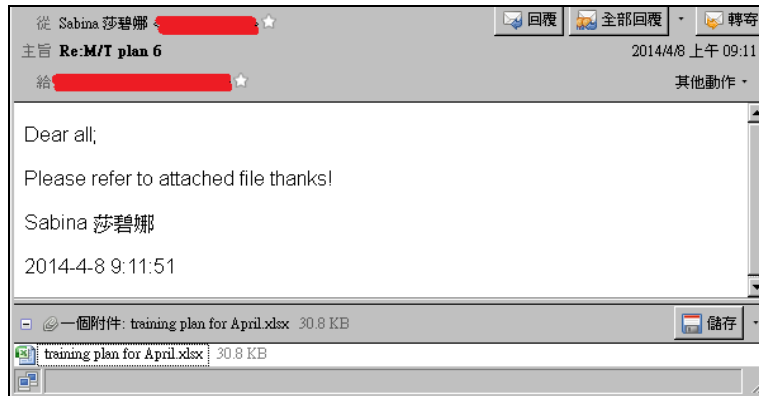 從 Sabina 莎碧娜
回覆 全部回覆 轉寄
主旨 Re:M/T plan 6
2014/4/8 上午 09:11
給
其他動作
Dear all;
Please refer to attached file thanks!
Sabina 莎碧娜
2014-4-8 9:11:51
一個附件: training plan for April.xlsx 30.8 KB
儲存
training plan for April.xlsx 30.8 KB